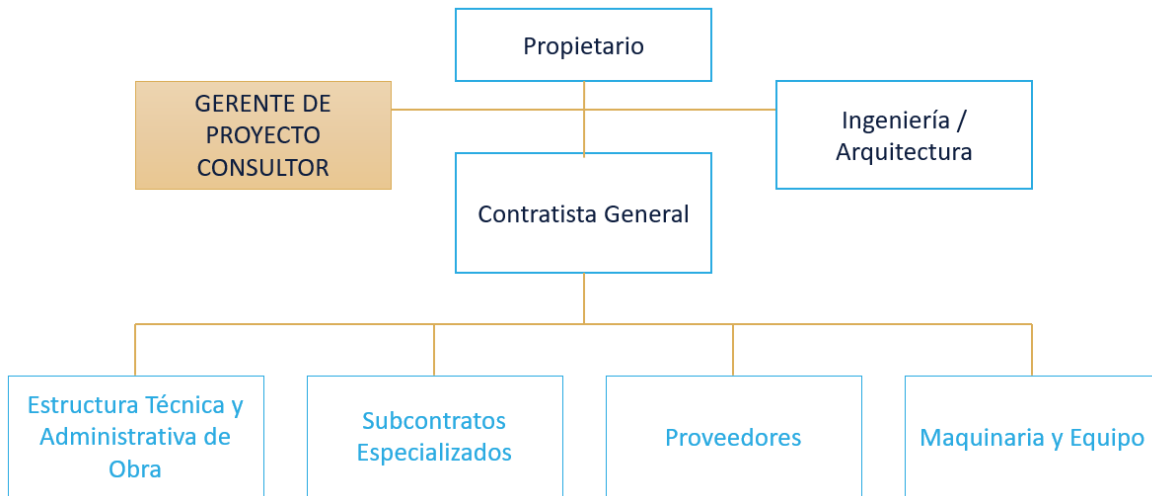 Propietario
GERENTE DE
PROYECTO
CONSULTOR
Ingeniería /
Arquitectura
Contratista General
Estructura Técnica y
Administrativa de
Obra
Subcontratos
Especializados
Proveedores
Maquinaria y Equipo